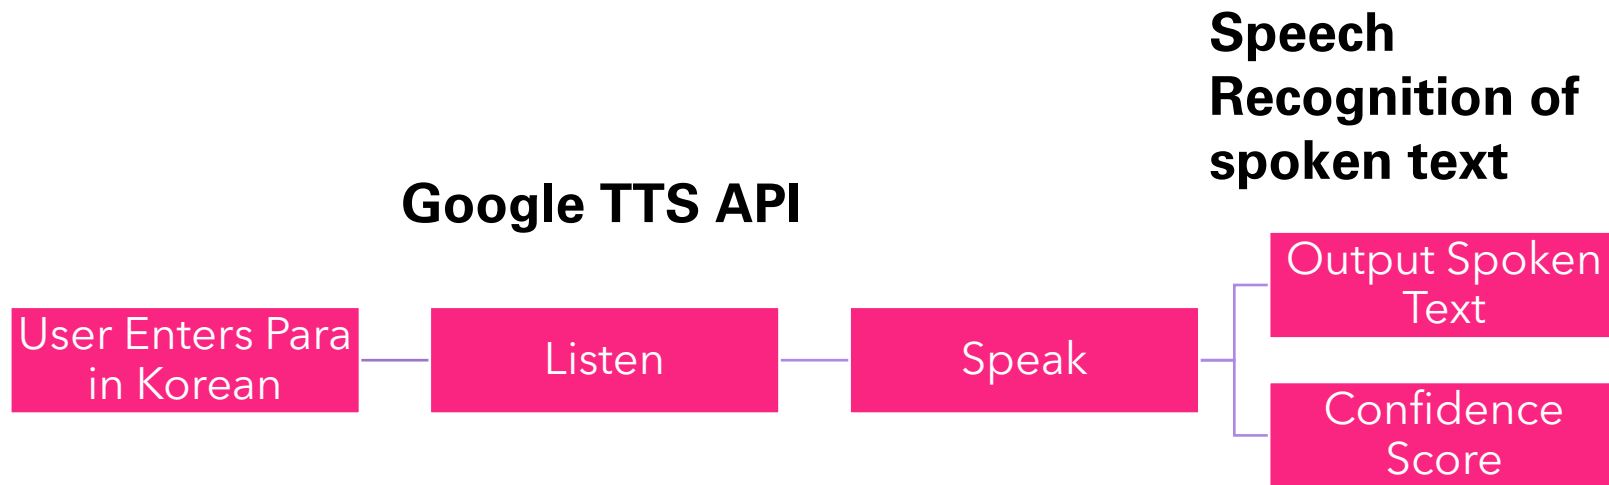 Speech
Recognition of
spoken text
Google TTS API
User Enters Para
in Korean
Listen
Speak
Output Spoken
Text
Confidence
Score